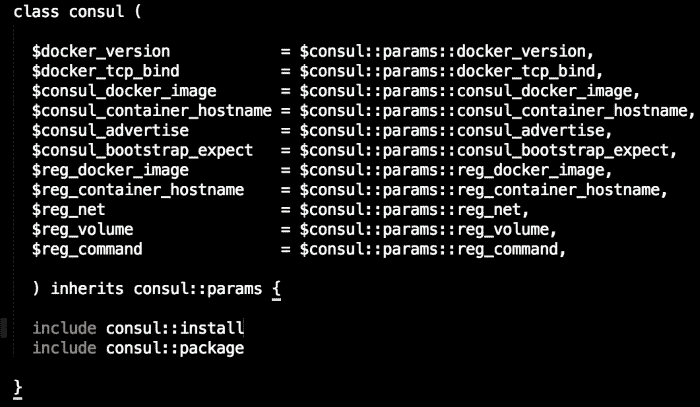 class consul (
$docker_version = $consul::params::docker_version,
$docker_tcp_bind = $consul::params::docker_tcp_bind,
$consul_docker_image = $consul::params::consul_docker_image,
$consul_container_hostname = $consul::params::consul_container_hostname,
$consul_advertise = $consul::params::consul_advertise,
$consul_bootstrap_expect = $consul::params::consul_bootstrap_expect,
$reg_docker_image = $consul::params::reg_docker_image,
$reg_container_hostname = $consul::params::reg_container_hostname,
$reg_net = $consul::params::reg_net,
$reg_volume = $consul::params::reg_volume,
$reg_command = $consul::params::reg_command,
) inherits consul::params {
include consul::install
include consul::package
}